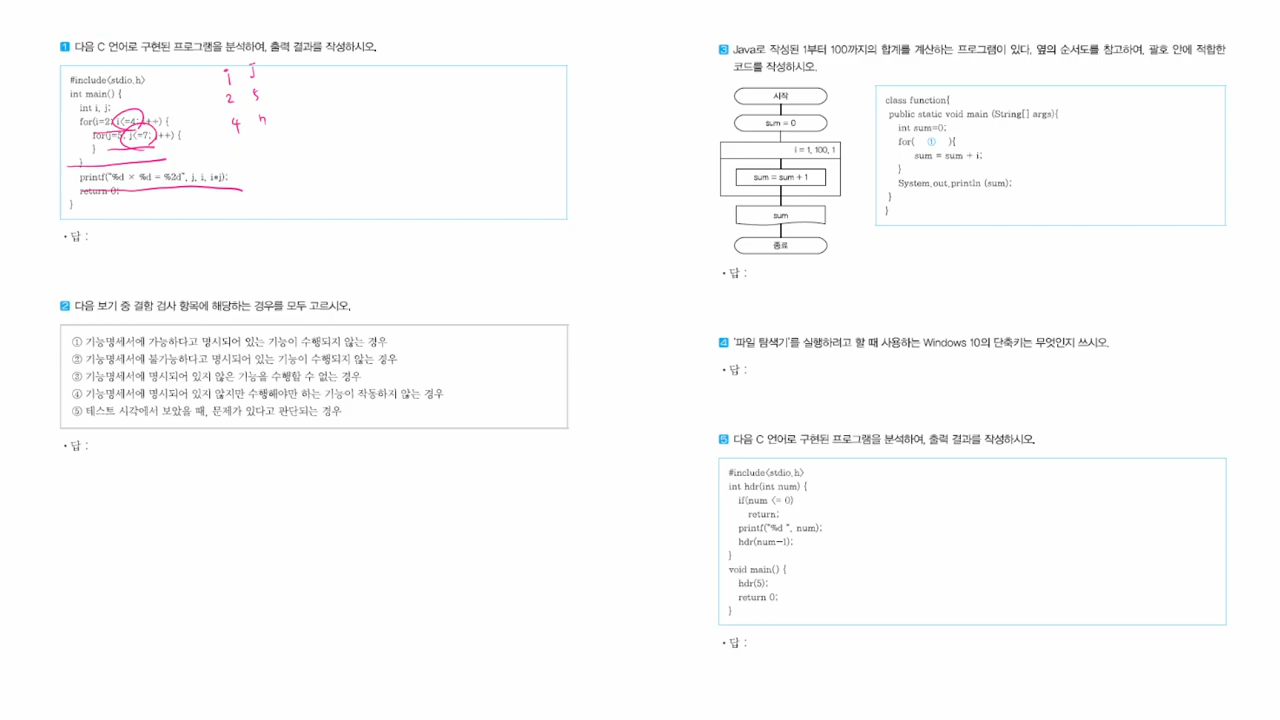 1 다음 C 언어로 구현된 프로그램을 분석하여, 출력 결과를 작성하시오.
#include<stdio.h>
int main() {
int i, j;
for(i=2; i<=4; i++) {
for(j=5; j<=7; j++) {
}
}
printf("%d × %d = %2d", j, i, i*j);
return 0;
}
i j
2 5
4
• 답 :
2 다음 보기 중 결함 검사 항목에 해당하는 경우를 모두 고르시오.
① 기능명세서에 가능하다고 명시되어 있는 기능이 수행되지 않는 경우
② 기능명세서에 불가능하다고 명시되어 있는 기능이 수행되지 않는 경우
③ 기능명세서에 명시되어 있지 않은 기능을 수행할 수 없는 경우
④ 기능명세서에 명시되어 있지 않지만 수행해야만 하는 기능이 작동하지 않는 경우
⑤ 테스트 시각에서 보았을 때, 문제가 있다고 판단되는 경우
• 답 :
3 Java로 작성된 1부터 100까지의 합계를 계산하는 프로그램이 있다. 옆의 순서도를 참고하여, 괄호 안에 적합한
코드를 작성하시오.
시작
sum = 0
i = 1, 100, 1
sum = sum + 1
sum
종료
class function{
public static void main (String[] args){
int sum=0;
for( ① ){
sum = sum + i;
}
System.out.println (sum);
}
}
• 답 :
4 '파일 탐색기'를 실행하려고 할 때 사용하는 Windows 10의 단축키는 무엇인지 쓰시오.
• 답 :
5 다음 C 언어로 구현된 프로그램을 분석하여, 출력 결과를 작성하시오.
#include<stdio.h>
int hdr(int num) {
if(num <= 0)
return;
printf("%d ", num);
hdr(num-1);
}
void main() {
hdr(5);
return 0;
}
• 답 :